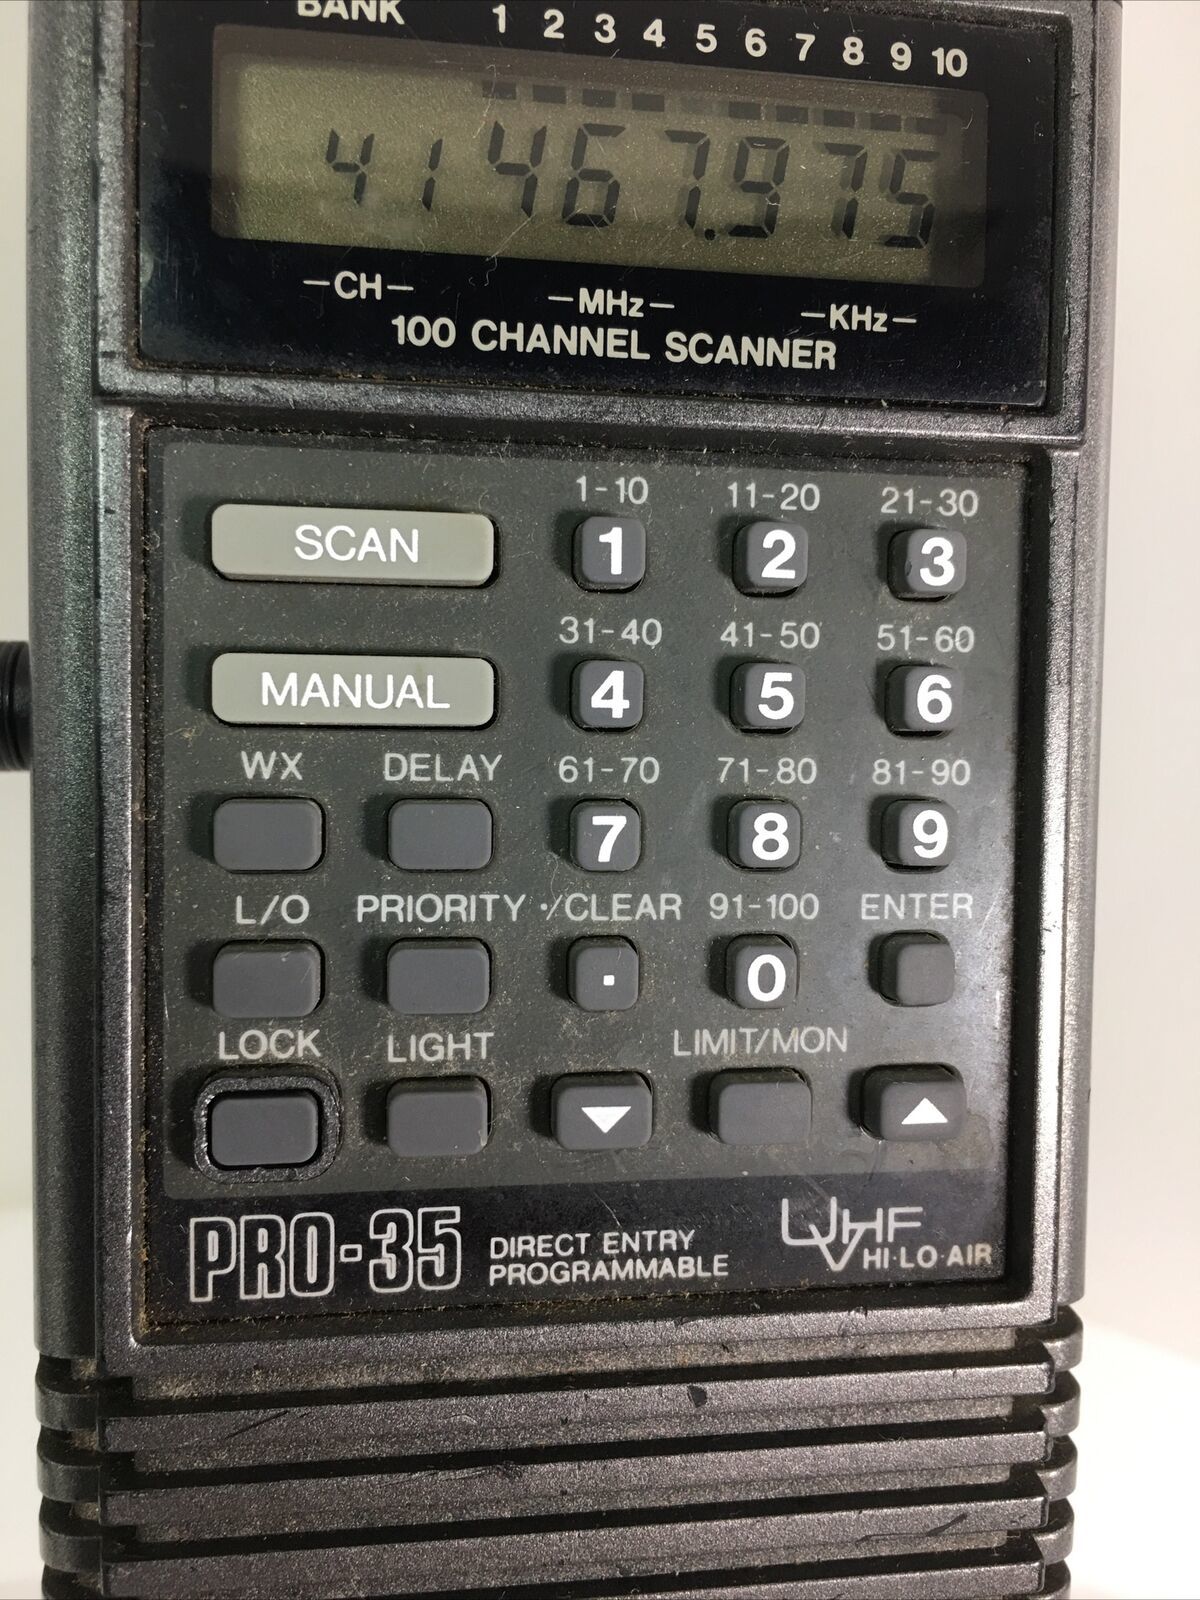 BANK 1 2 3 4 5 6 7 8 9 10
41 467.975
-CH- -MHz- -KHz-
100 CHANNEL SCANNER
1-10 11-20 21-30
SCAN 1 2 3
31-40 41-50 51-60
MANUAL 4 5 6
WX DELAY 61-70 71-80 81-90
7 8 9
L/O PRIORITY ·/CLEAR 91-100 ENTER
. 0
LOCK LIGHT LIMIT/MON
▼ ▲
PRO-35 DIRECT ENTRY UVHF
PROGRAMMABLE HI·LO·AIR